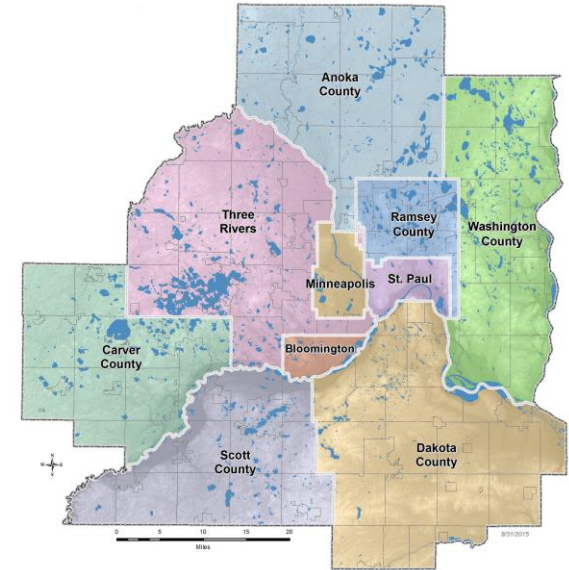 Anoka
County
Three
Rivers
Ramsey
County
Washington
County
Minneapolis
St. Paul
Bloomington
Carver
County
Scott
County
Dakota
County
0 5 10 15 20
Miles
8/31/2015